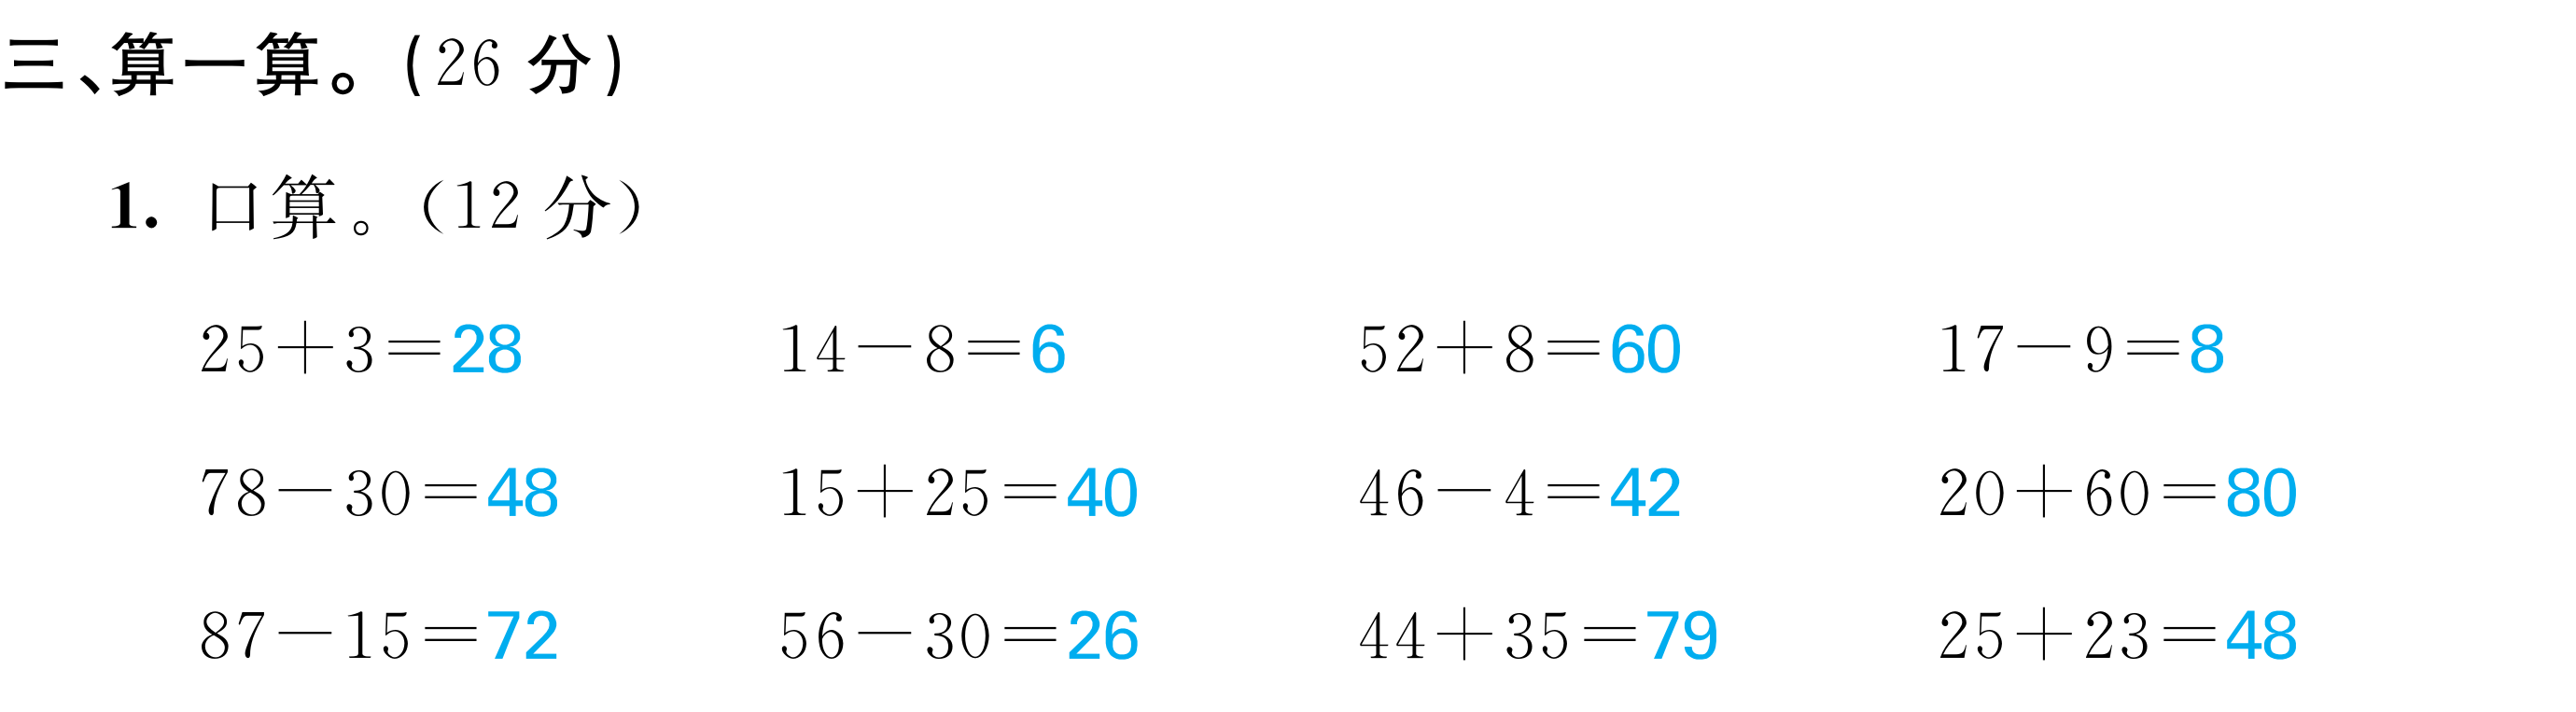 三、算一算。(26 分)
1. 口算。(12 分)
25+3=28 14-8=6 52+8=60 17-9=8
78-30=48 15+25=40 46-4=42 20+60=80
87-15=72 56-30=26 44+35=79 25+23=48